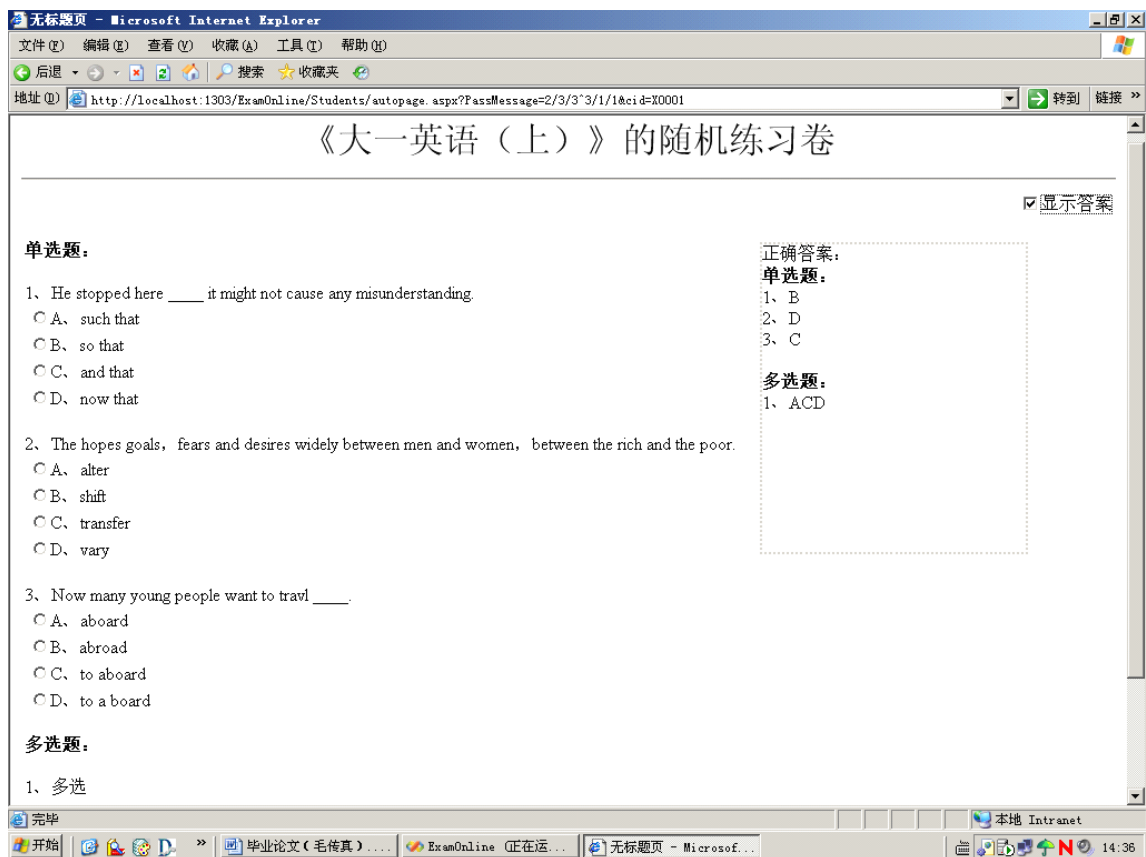 无标题页 - Microsoft Internet Explorer
文件(F) 编辑(E) 查看(V) 收藏(A) 工具(T) 帮助(H)
后退 搜索 收藏夹
地址(D) http://localhost:1303/ExamOnline/Students/autopage.aspx?PassMessage=2/3/3^3/1/1&cid=X0001 转到 链接 »
《大一英语（上）》的随机练习卷
显示答案
单选题：
1、He stopped here ____ it might not cause any misunderstanding.
A、such that
B、so that
C、and that
D、now that
2、The hopes goals，fears and desires widely between men and women，between the rich and the poor.
A、alter
B、shift
C、transfer
D、vary
3、Now many young people want to travl ____.
A、aboard
B、abroad
C、to aboard
D、to a board
多选题：
1、多选
正确答案：
单选题：
1、B
2、D
3、C
多选题：
1、ACD
完毕 本地 Intranet
开始 » 毕业论文(毛传真).... ExamOnline (正在运... 无标题页 - Microsof... 14:36